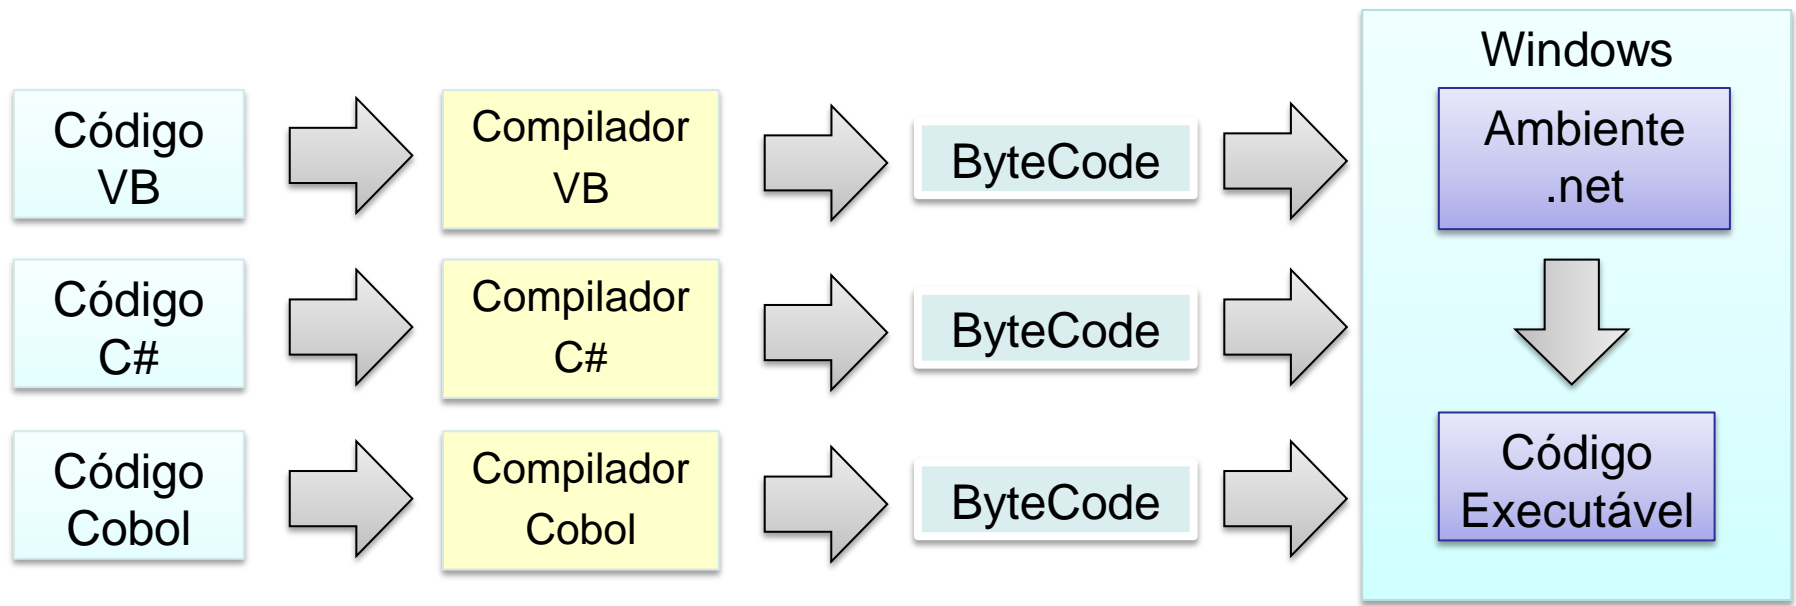 Windows
Código
VB
Compilador
VB
ByteCode
Ambiente
.net
Código
C#
Compilador
C#
ByteCode
Código
Cobol
Compilador
Cobol
ByteCode
Código
Executável